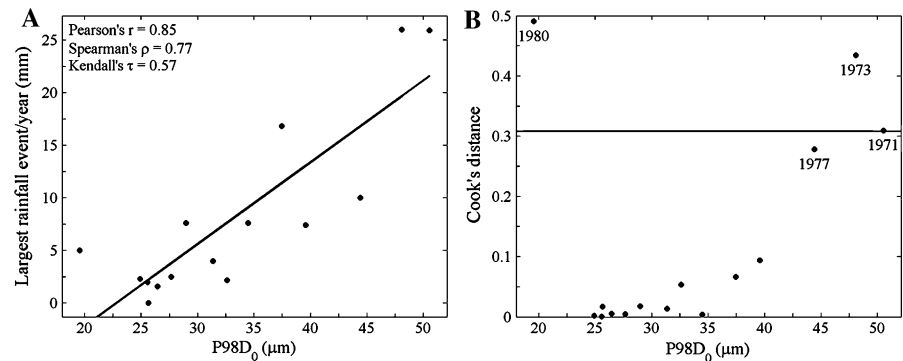 A
Pearson's r = 0.85
Spearman's ρ = 0.77
Kendall's τ = 0.57
Largest rainfall event/year (mm)
25
20
15
10
5
0
20 25 30 35 40 45 50
P98D0 (μm)
B
Cook's distance
0.5
0.4
0.3
0.2
0.1
0
1980
1973
1971
1977
20 25 30 35 40 45 50
P98D0 (μm)